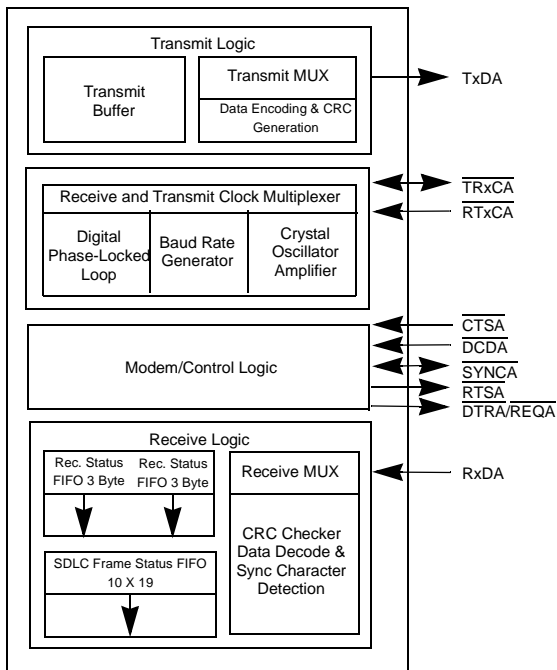 Transmit Logic
Transmit
Buffer
Transmit MUX
Data Encoding & CRC
Generation
TxDA
Receive and Transmit Clock Multiplexer
Digital
Phase-Locked
Loop
Baud Rate
Generator
Crystal
Oscillator
Amplifier
TRxCA
RTxCA
Modem/Control Logic
CTSA
DCDA
SYNCA
RTSA
DTRA/REQA
Receive Logic
Rec. Status
FIFO 3 Byte
Rec. Status
FIFO 3 Byte
SDLC Frame Status FIFO
10 X 19
Receive MUX
CRC Checker
Data Decode &
Sync Character
Detection
RxDA